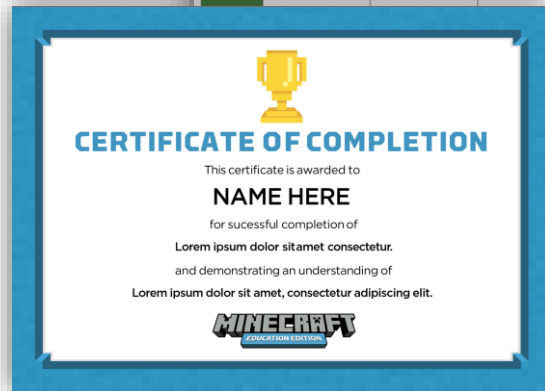 CERTIFICATE OF COMPLETION
This certificate is awarded to
NAME HERE
for sucessful completion of
Lorem ipsum dolor sitamet consectetur.
and demonstrating an understanding of
Lorem ipsum dolor sit amet, consectetur adipiscing elit.
MINECRAFT
EDUCATION EDITION